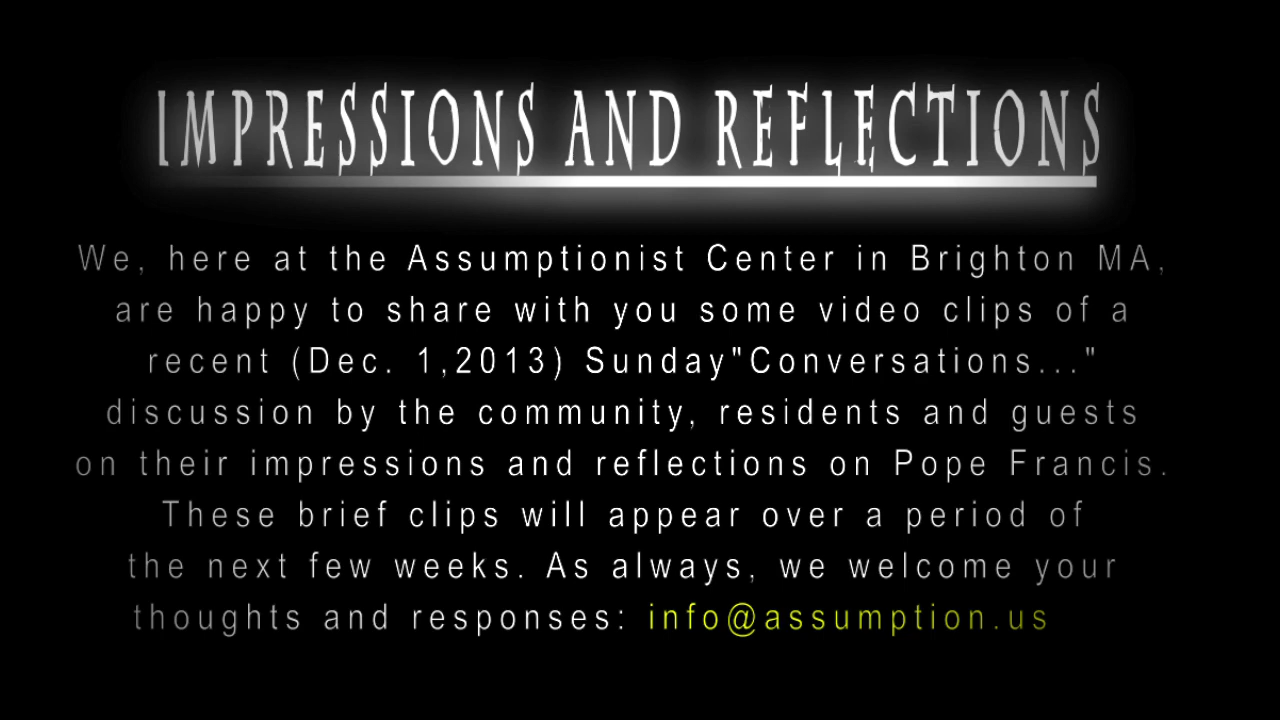 IMPRESSIONS AND REFLECTIONS
We, here at the Assumptionist Center in Brighton MA,
are happy to share with you some video clips of a
recent (Dec. 1,2013) Sunday"Conversations..."
discussion by the community, residents and guests
on their impressions and reflections on Pope Francis.
These brief clips will appear over a period of
the next few weeks. As always, we welcome your
thoughts and responses: info@assumption.us